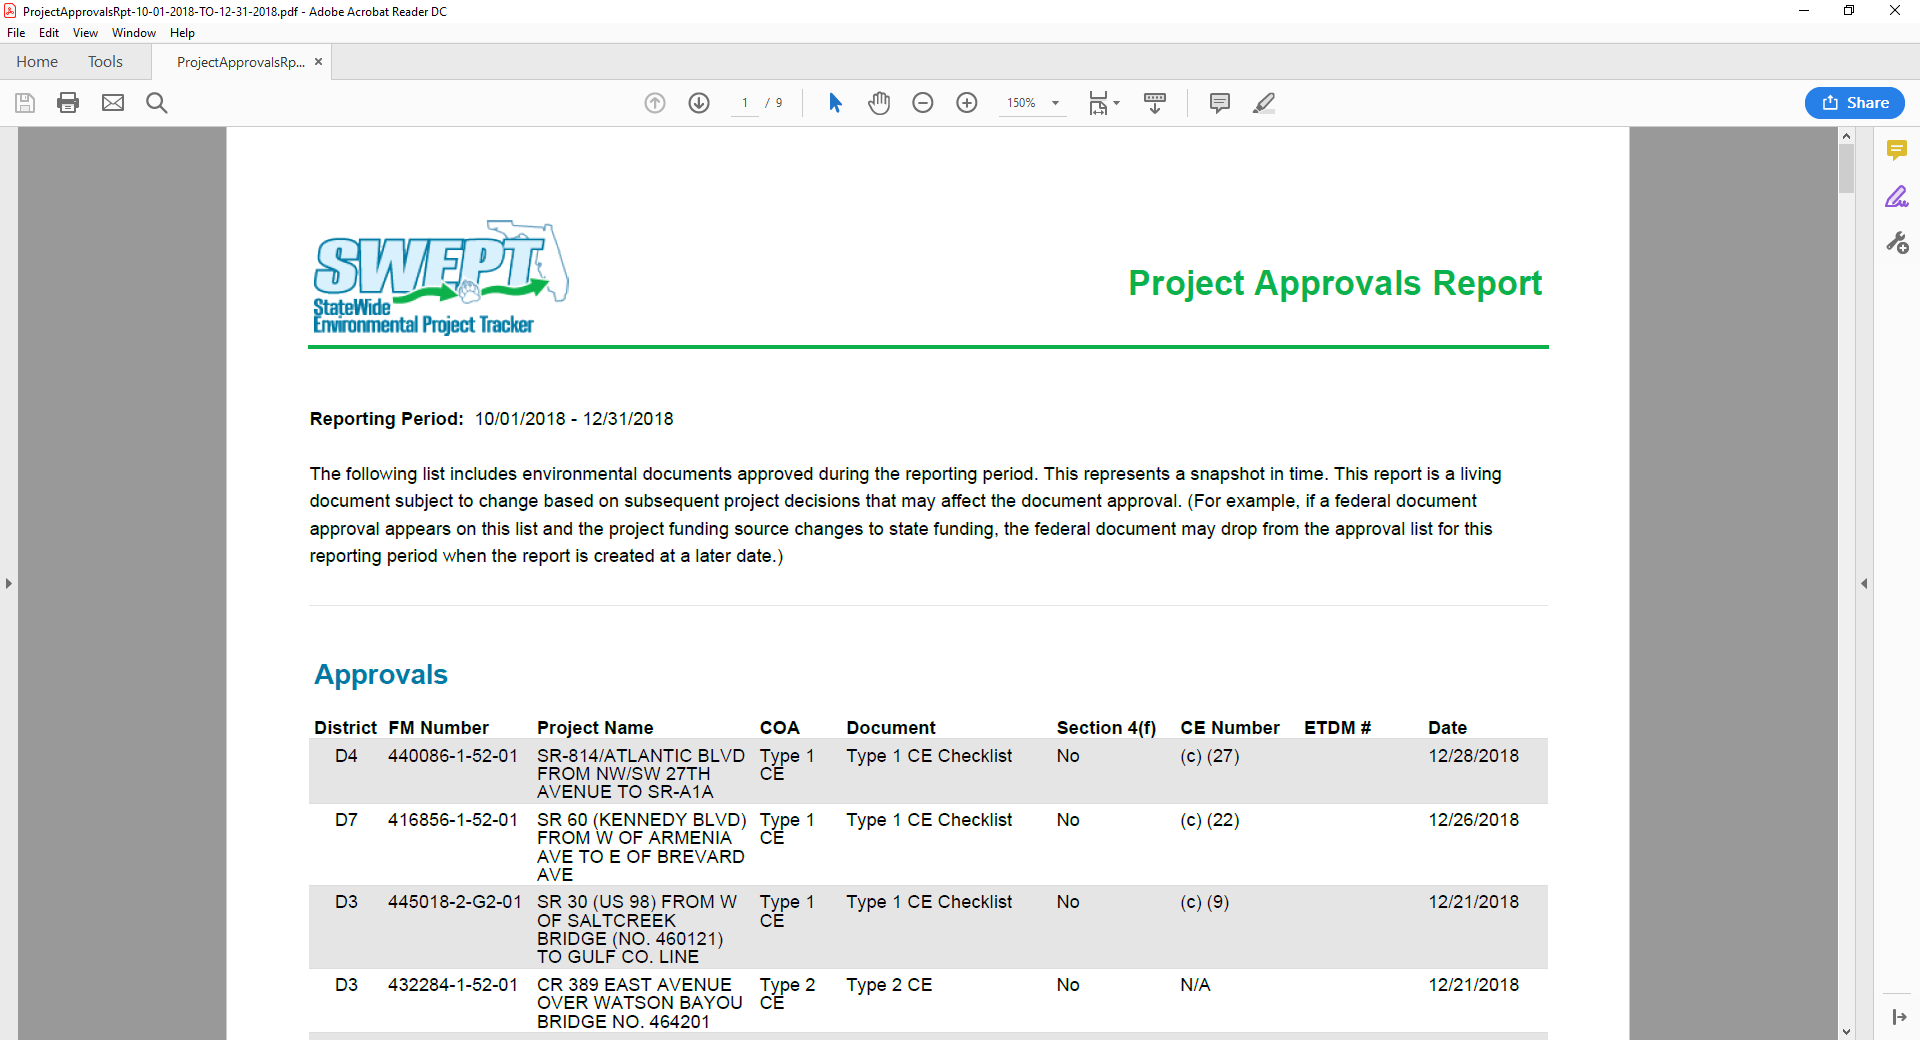 ProjectApprovalsRpt-10-01-2018-TO-12-31-2018.pdf - Adobe Acrobat Reader DC
File Edit View Window Help
Home Tools ProjectApprovalsRp... ×
1 / 9 150% Share
SWEPT
StateWide
Environmental Project Tracker
Project Approvals Report
Reporting Period: 10/01/2018 - 12/31/2018
The following list includes environmental documents approved during the reporting period. This represents a snapshot in time. This report is a living
document subject to change based on subsequent project decisions that may affect the document approval. (For example, if a federal document
approval appears on this list and the project funding source changes to state funding, the federal document may drop from the approval list for this
reporting period when the report is created at a later date.)
Approvals
District FM Number Project Name COA Document Section 4(f) CE Number ETDM # Date
D4 440086-1-52-01 SR-814/ATLANTIC BLVD Type 1 Type 1 CE Checklist No (c) (27) 12/28/2018
FROM NW/SW 27TH CE
AVENUE TO SR-A1A
D7 416856-1-52-01 SR 60 (KENNEDY BLVD) Type 1 Type 1 CE Checklist No (c) (22) 12/26/2018
FROM W OF ARMENIA CE
AVE TO E OF BREVARD
AVE
D3 445018-2-G2-01 SR 30 (US 98) FROM W Type 1 Type 1 CE Checklist No (c) (9) 12/21/2018
OF SALTCREEK CE
BRIDGE (NO. 460121)
TO GULF CO. LINE
D3 432284-1-52-01 CR 389 EAST AVENUE Type 2 Type 2 CE No N/A 12/21/2018
OVER WATSON BAYOU CE
BRIDGE NO. 464201